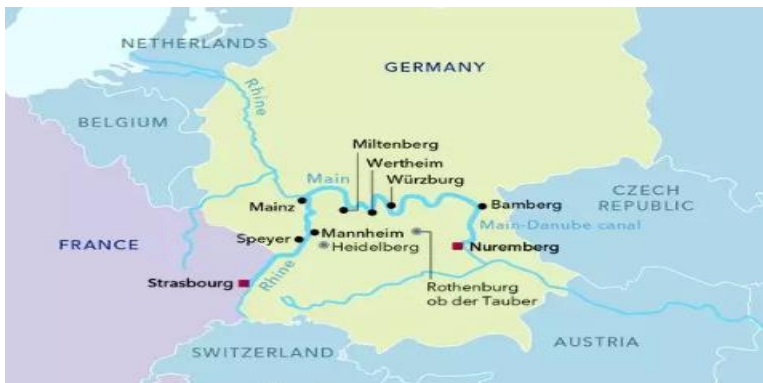 NETHERLANDS
GERMANY
Rhine
BELGIUM
Miltenberg
Wertheim
Main
Würzburg
CZECH
REPUBLIC
Mainz
Bamberg
Main-Danube canal
Speyer
Mannheim
FRANCE
Heidelberg
Nuremberg
Strasbourg
Rhine
Rothenburg
ob der Tauber
AUSTRIA
SWITZERLAND